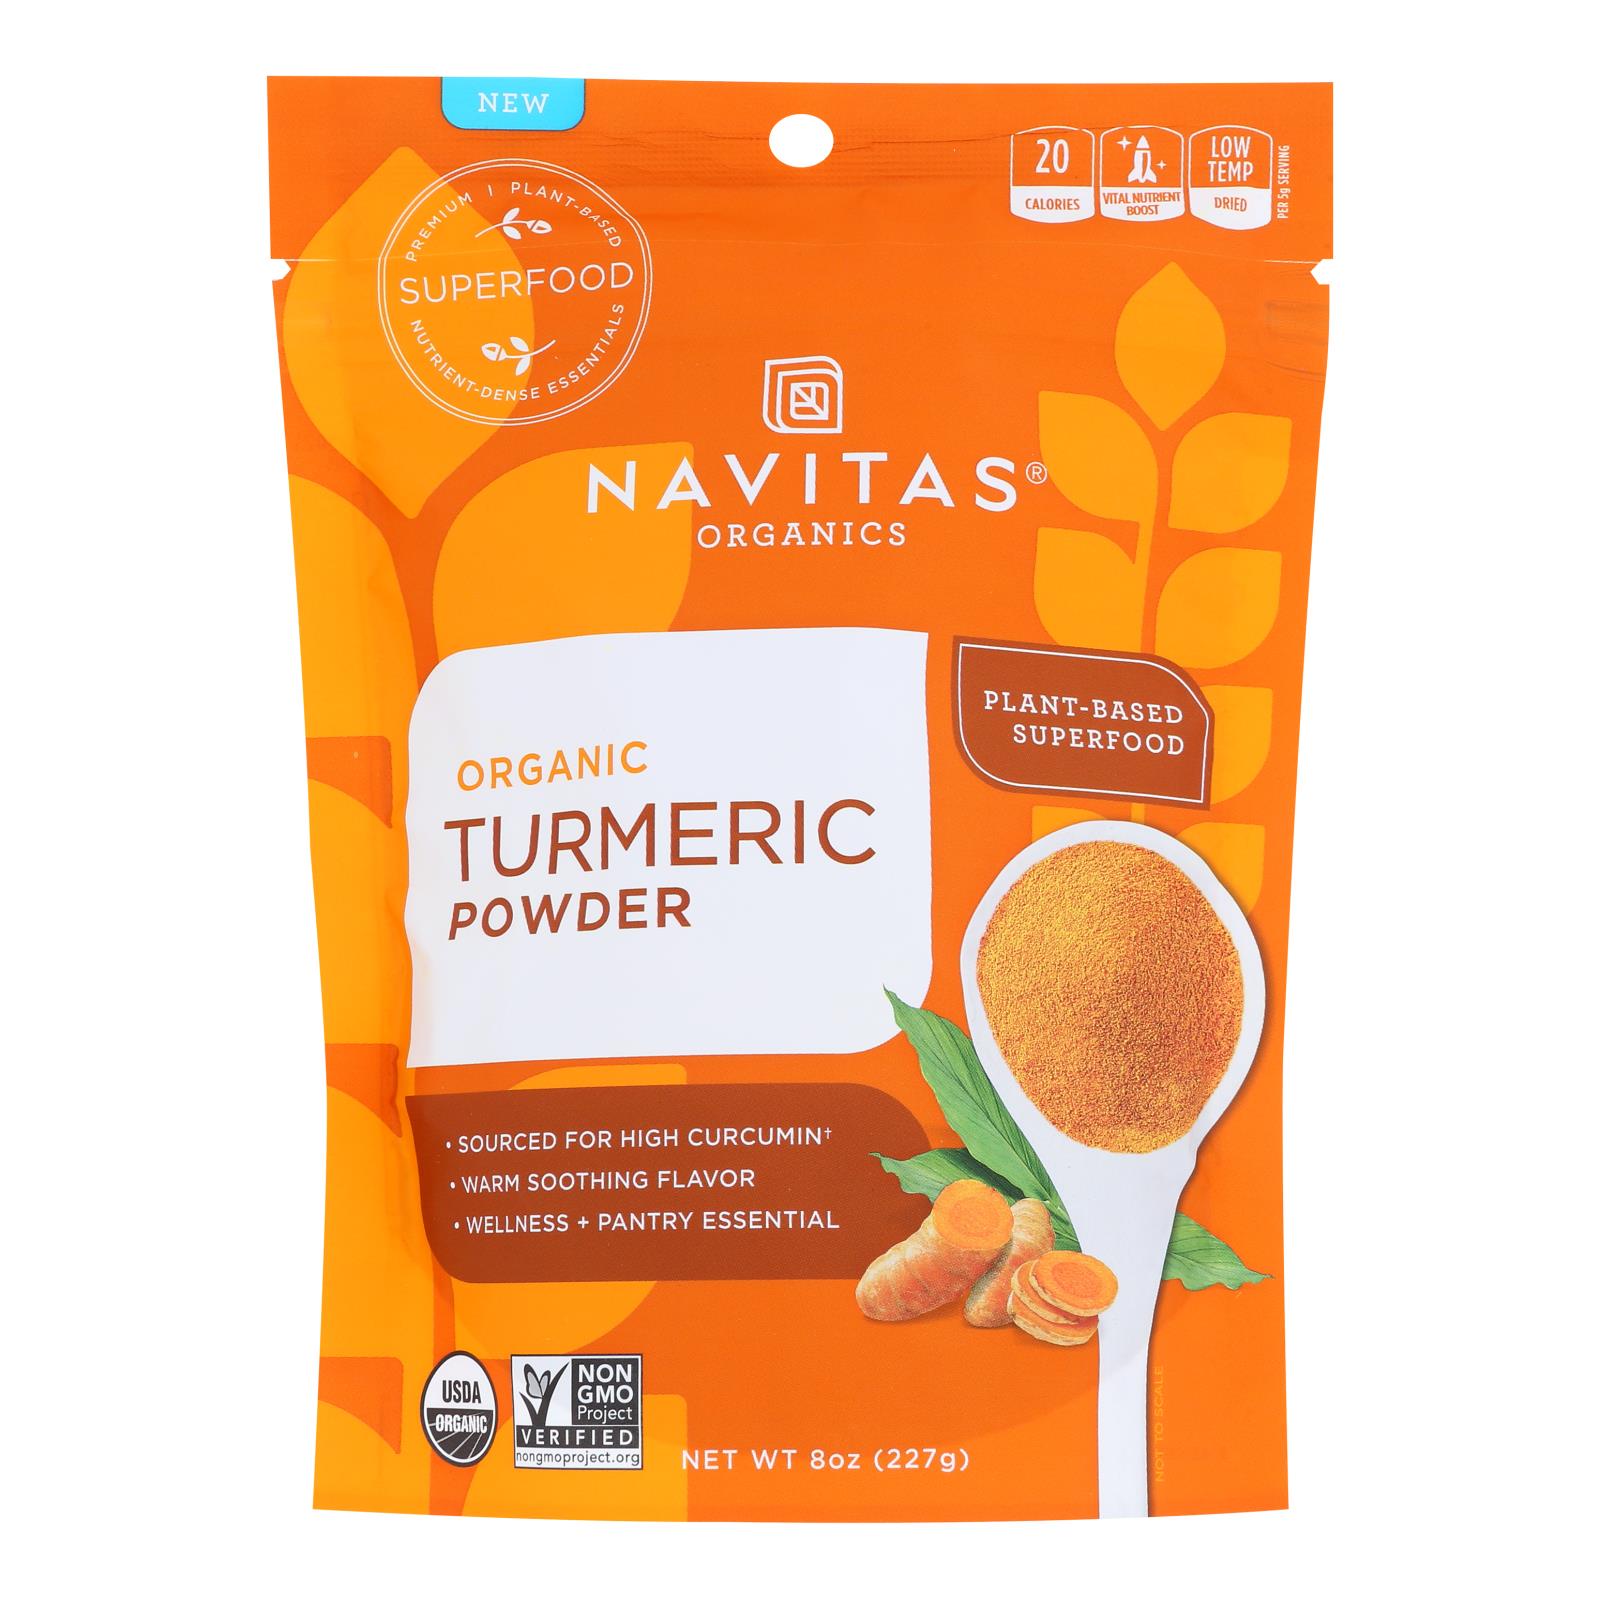 NEW
20
CALORIES
VITAL NUTRIENT
BOOST
LOW
TEMP
DRIED
PER 5g SERVING
PREMIUM | PLANT-BASED
SUPERFOOD
NUTRIENT-DENSE ESSENTIALS
NAVITAS®
ORGANICS
PLANT-BASED
SUPERFOOD
ORGANIC
TURMERIC
POWDER
• SOURCED FOR HIGH CURCUMIN†
• WARM SOOTHING FLAVOR
• WELLNESS + PANTRY ESSENTIAL
USDA
ORGANIC
NON
GMO
Project
VERIFIED
nongmoproject.org
NET WT 8oz (227g)
NOT TO SCALE